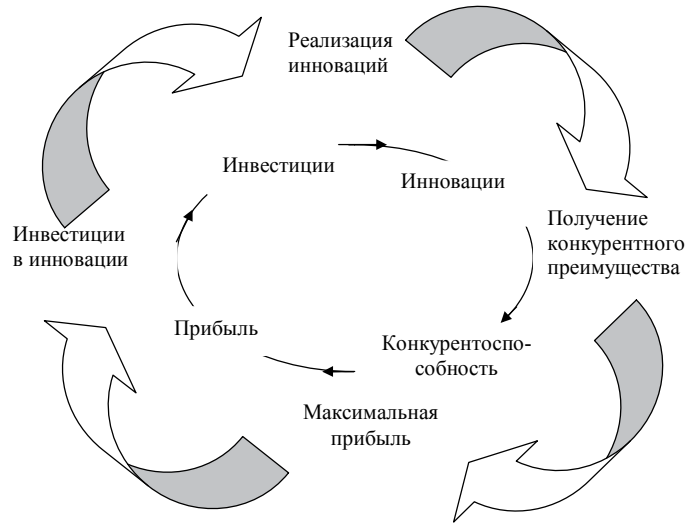 Реализация
инноваций
Инвестиции
Инновации
Инвестиции
в инновации
Получение
конкурентного
преимущества
Прибыль
Конкурентоспо-
собность
Максимальная
прибыль